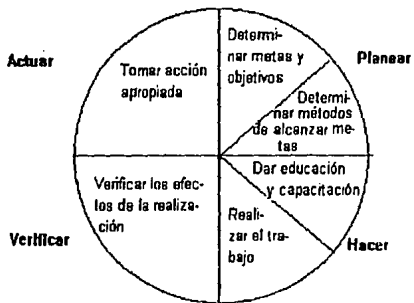 Actuar
Tomar acción
apropiada
Determi-
nar metas y
objetivos
Planear
Determi-
nar métodos
de alcanzar me-
tas
Dar educación
y capacitación
Hacer
Reali-
zar el tra-
bajo
Verificar los efec-
tos de la realiza-
ción
Verificar